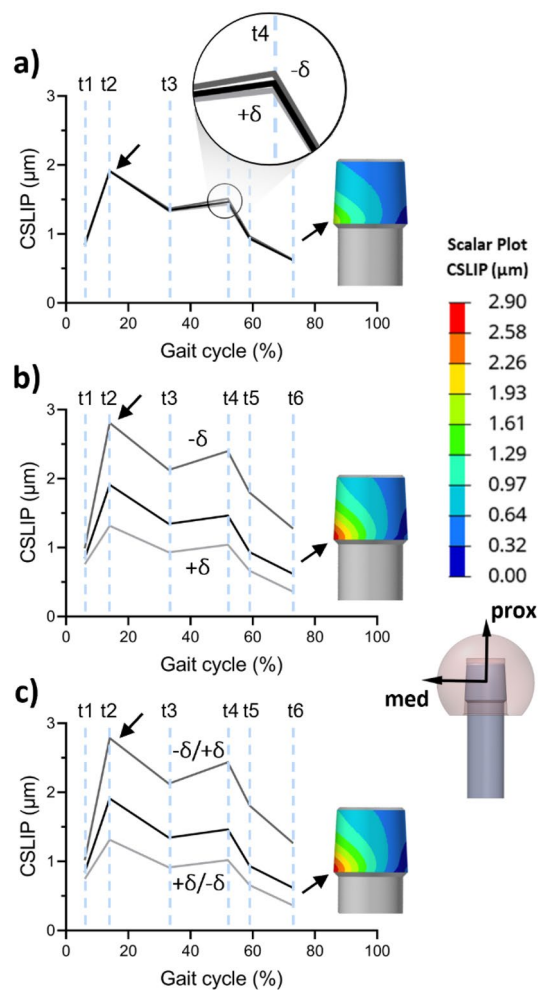 a)
t1 t2 t3 t4 t5 t6
t4
-δ
+δ
3
2
1
0
CSLIP (µm)
0 20 40 60 80 100
Gait cycle (%)
b)
t1 t2 t3 t4 t5 t6
-δ
+δ
3
2
1
0
CSLIP (µm)
0 20 40 60 80 100
Gait cycle (%)
c)
t1 t2 t3 t4 t5 t6
-δ/+δ
+δ/-δ
3
2
1
0
CSLIP (µm)
0 20 40 60 80 100
Gait cycle (%)
Scalar Plot
CSLIP (µm)
2.90
2.58
2.26
1.93
1.61
1.29
0.97
0.64
0.32
0.00
prox
med